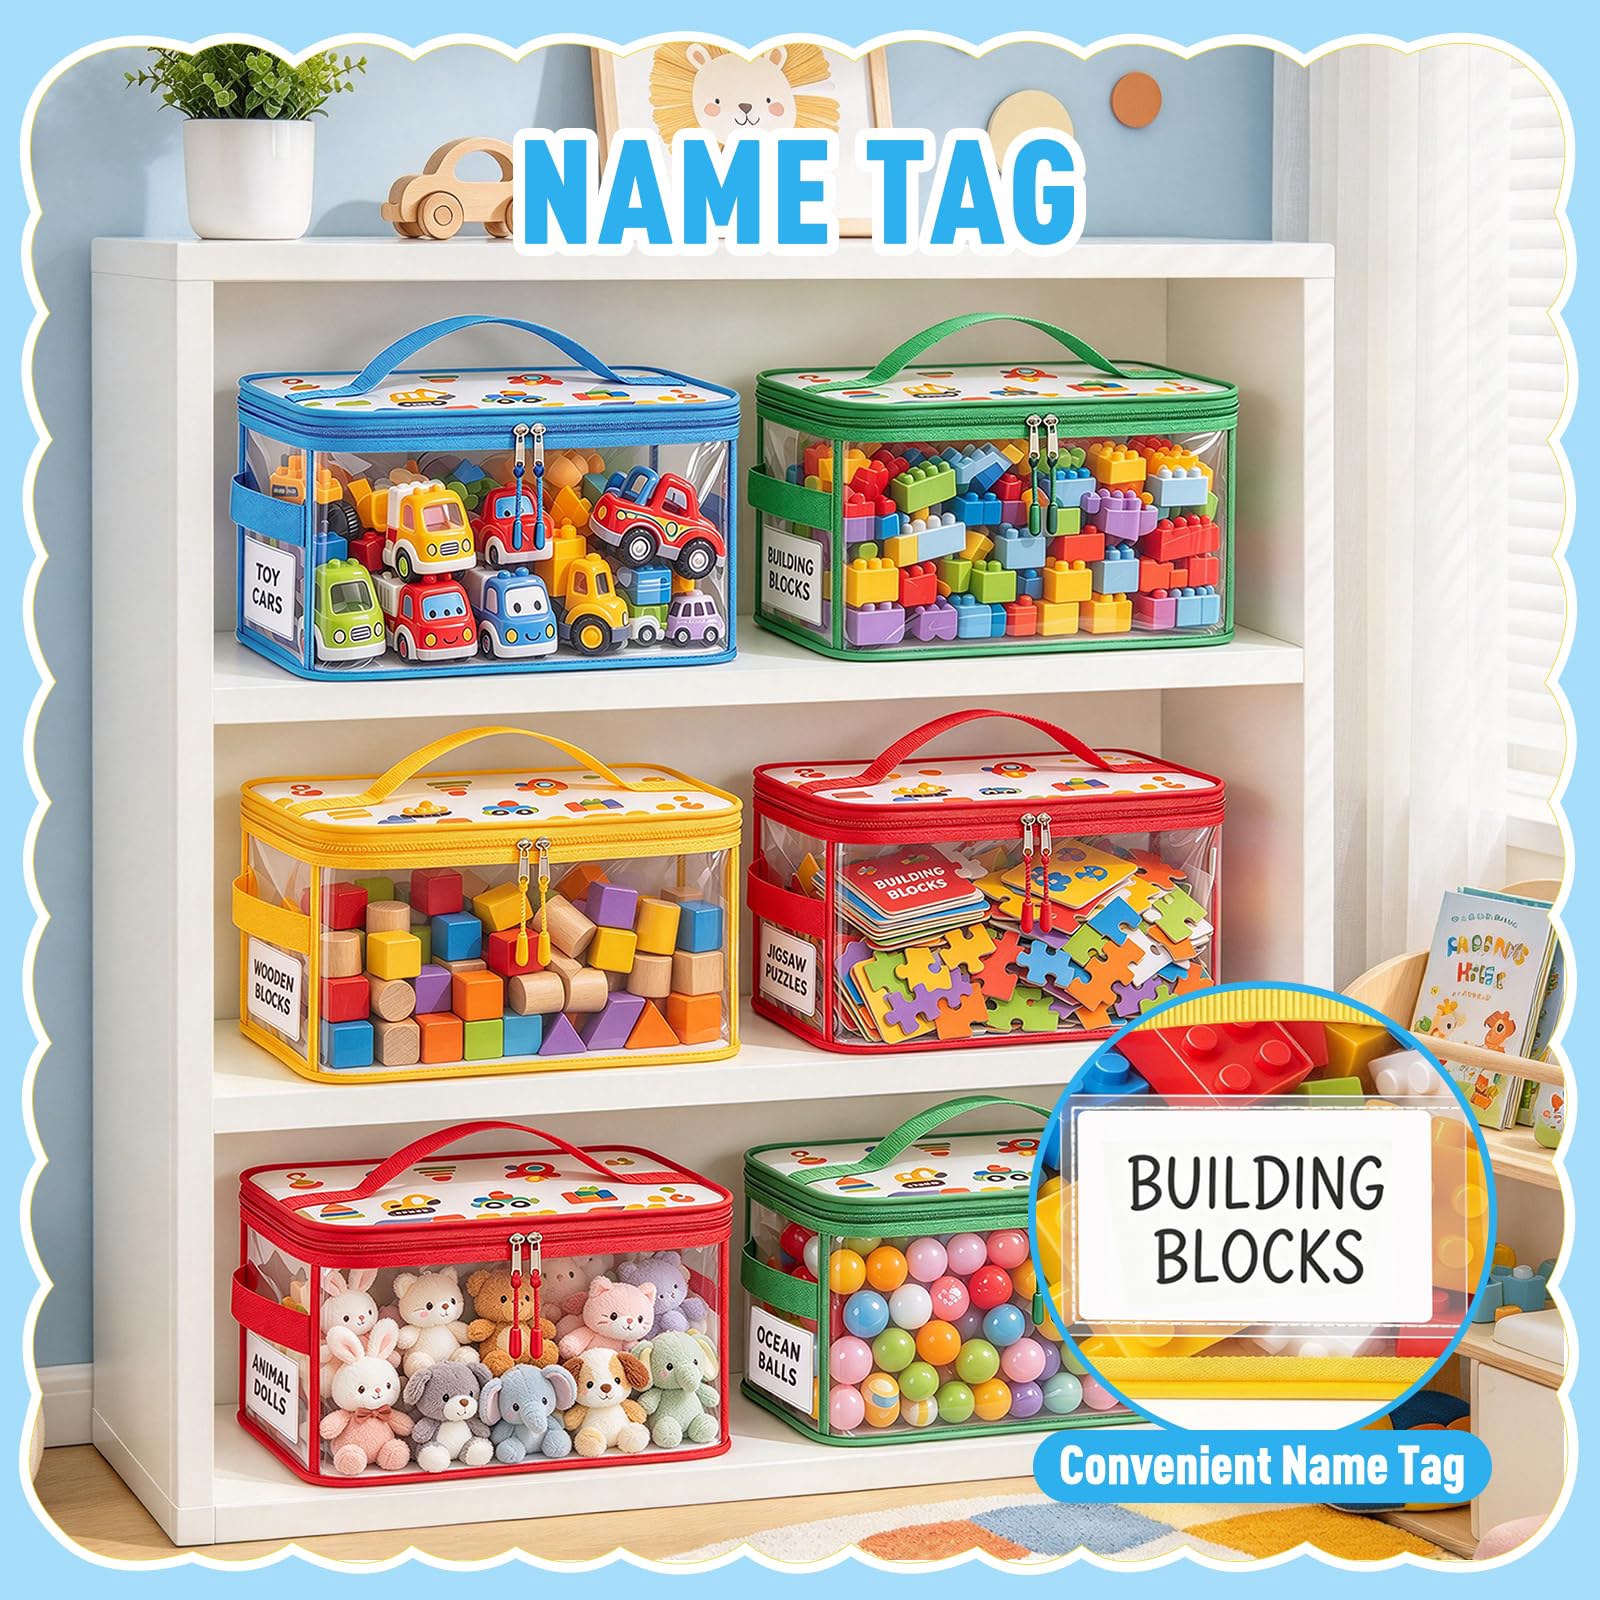 NAME TAG
TOY
CARS
BUILDING
BLOCKS
WOODEN
BLOCKS
BUILDING
BLOCKS
JIGSAW
PUZZLES
ANIMAL
DOLLS
OCEAN
BALLS
BUILDING
BLOCKS
Convenient Name Tag